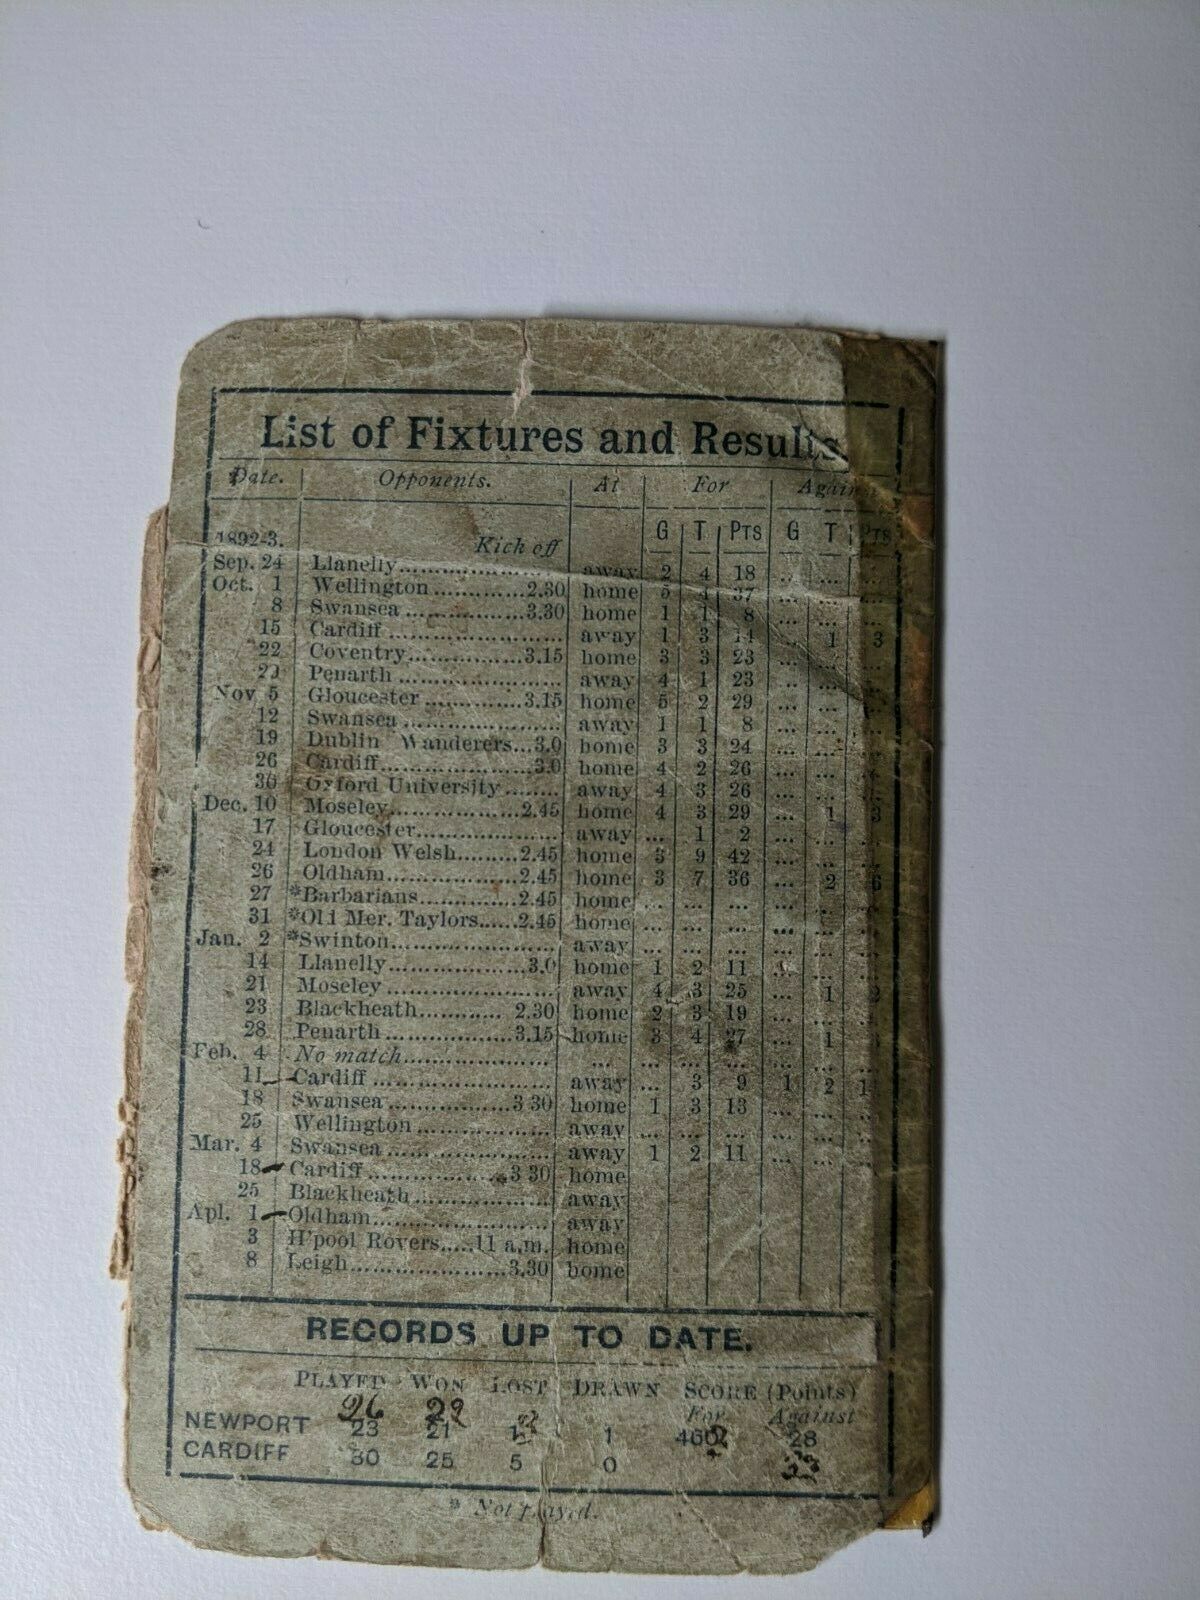 List of Fixtures and Results
Date. Opponents. At For
G T Pts G T Pts
1892-3. Kick off
Sep. 24 Llanelly........................ away 2 4 18 ... ... ...
Oct. 1 Wellington .............2.30 home 5 4 37 ... ... ...
8 Swansea ................3.30 home 1 1 8 ... ... ...
15 Cardiff ........................ away 1 3 14 ... 1 3
22 Coventry................3.15 home 3 3 23 ... ... ...
29 Penarth ....................... away 4 1 23 ... ... ...
Nov 5 Gloucester ..............3.15 home 5 2 29 ... ... ...
12 Swansea ...................... away 1 1 8 ... ... ...
19 Dublin Wanderers...3.0 home 3 3 24 ... ... ...
26 Cardiff....................3.0 home 4 2 26 ... ... ...
30 Oxford University ........ away 4 3 26 ... ... ...
Dec. 10 Moseley..................2.45 home 4 3 29 ... 1 3
17 Gloucester..................... away ... 1 2 ... ... ...
24 London Welsh.........2.45 home 3 9 42 ... ... ...
26 Oldham...................2.45 home 3 7 36 ... 2 6
27 *Barbarians..............2.45 home ... ... ... ... ... ...
31 *Old Mer. Taylors......2.45 home ... ... ... ... ... ...
Jan. 2 *Swinton....................... away ... ... ... ... ... ...
14 Llanelly....................3.0 home 1 2 11 ... ... ...
21 Moseley........................ away 4 3 25 ... 1 2
23 Blackheath............ 2.30 home 2 3 19 ... ... ...
28 Penarth ..................3.15 home 3 4 27 ... 1
Feb. 4 No match........................ ... ... ... ... ... ... ...
11 Cardiff ......................... away ... 3 9 1 2
18 Swansea..................3 30 home 1 3 13 ... ... ...
25 Wellington .................... away ... ... ... ... ... ...
Mar. 4 Swansea......................... away 1 2 11 ... ... ...
18 Cardiff....................3 30 home
25 Blackheath .................... away
Apl. 1 Oldham......................... away
3 H'pool Rovers.....11 a.m. home
8 Leigh.......................3.30 home
RECORDS UP TO DATE.
PLAYED WON LOST DRAWN SCORE (Points)
For Against
26 22
NEWPORT 23 21 1 1 28
CARDIFF 30 25 5 0
* Not played.